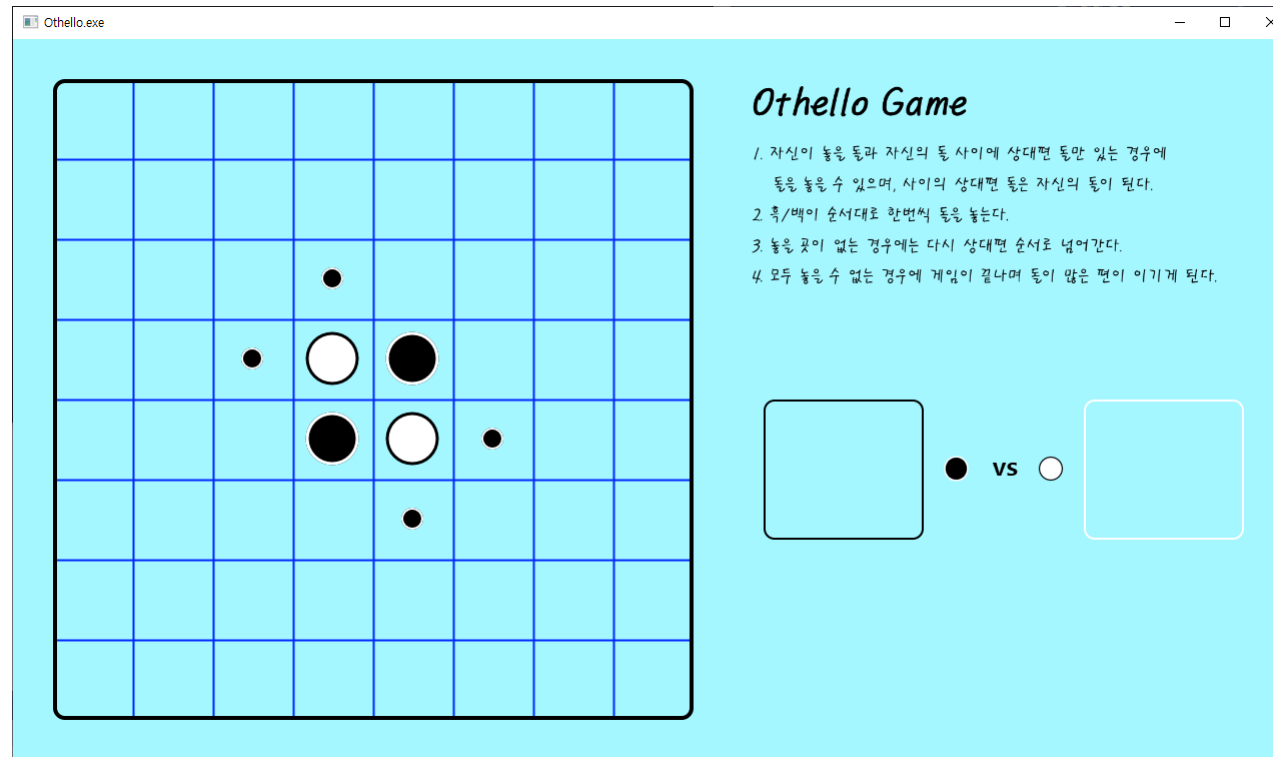 Othello.exe
Othello Game
1. 자신이 놓을 돌과 자신의 돌 사이에 상대편 돌만 있는 경우에
돌을 놓을 수 있으며, 사이의 상대편 돌은 자신의 돌이 된다.
2. 흑/백이 순서대로 한번씩 돌을 놓는다.
3. 놓을 곳이 없는 경우에는 다시 상대편 순서로 넘어간다.
4. 모두 놓을 수 없는 경우에 게임이 끝나며 돌이 많은 편이 이기게 된다.
vs